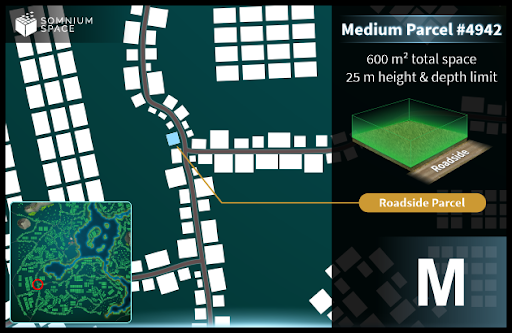 SOMNIUM
SPACE
Medium Parcel #4942
600 m² total space
25 m height & depth limit
Roadside
Roadside Parcel
M